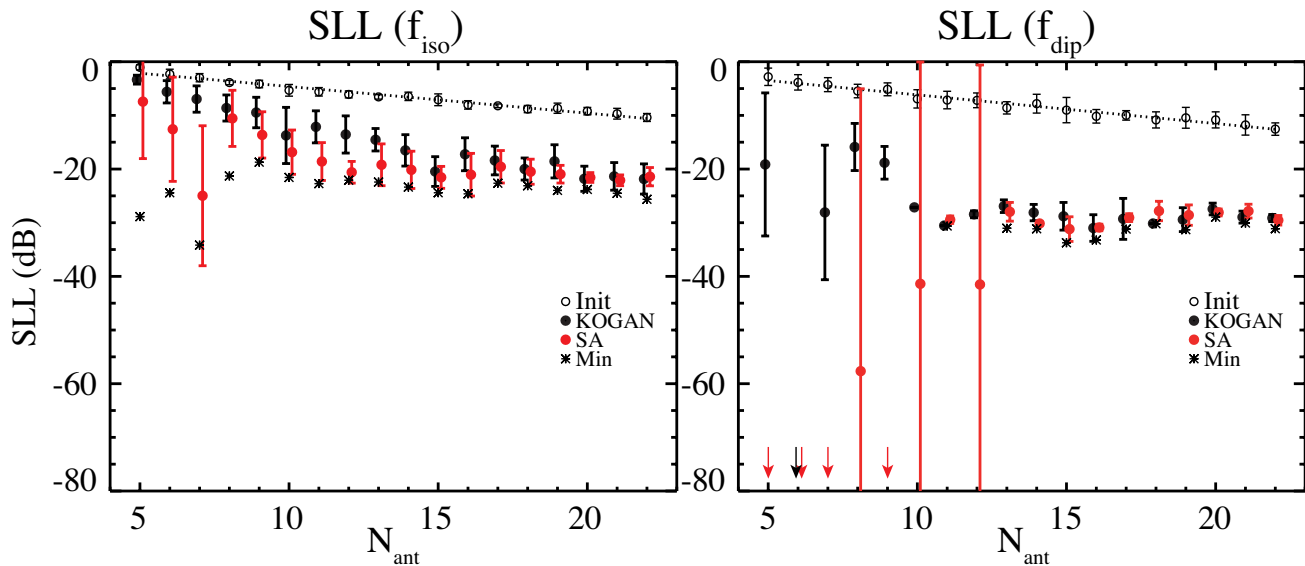 SLL (f_iso)
SLL (f_dip)
SLL (dB)
0
-20
-40
-60
-80
5
10
15
20
N_ant
Init
KOGAN
SA
Min
0
-20
-40
-60
-80
5
10
15
20
N_ant
Init
KOGAN
SA
Min